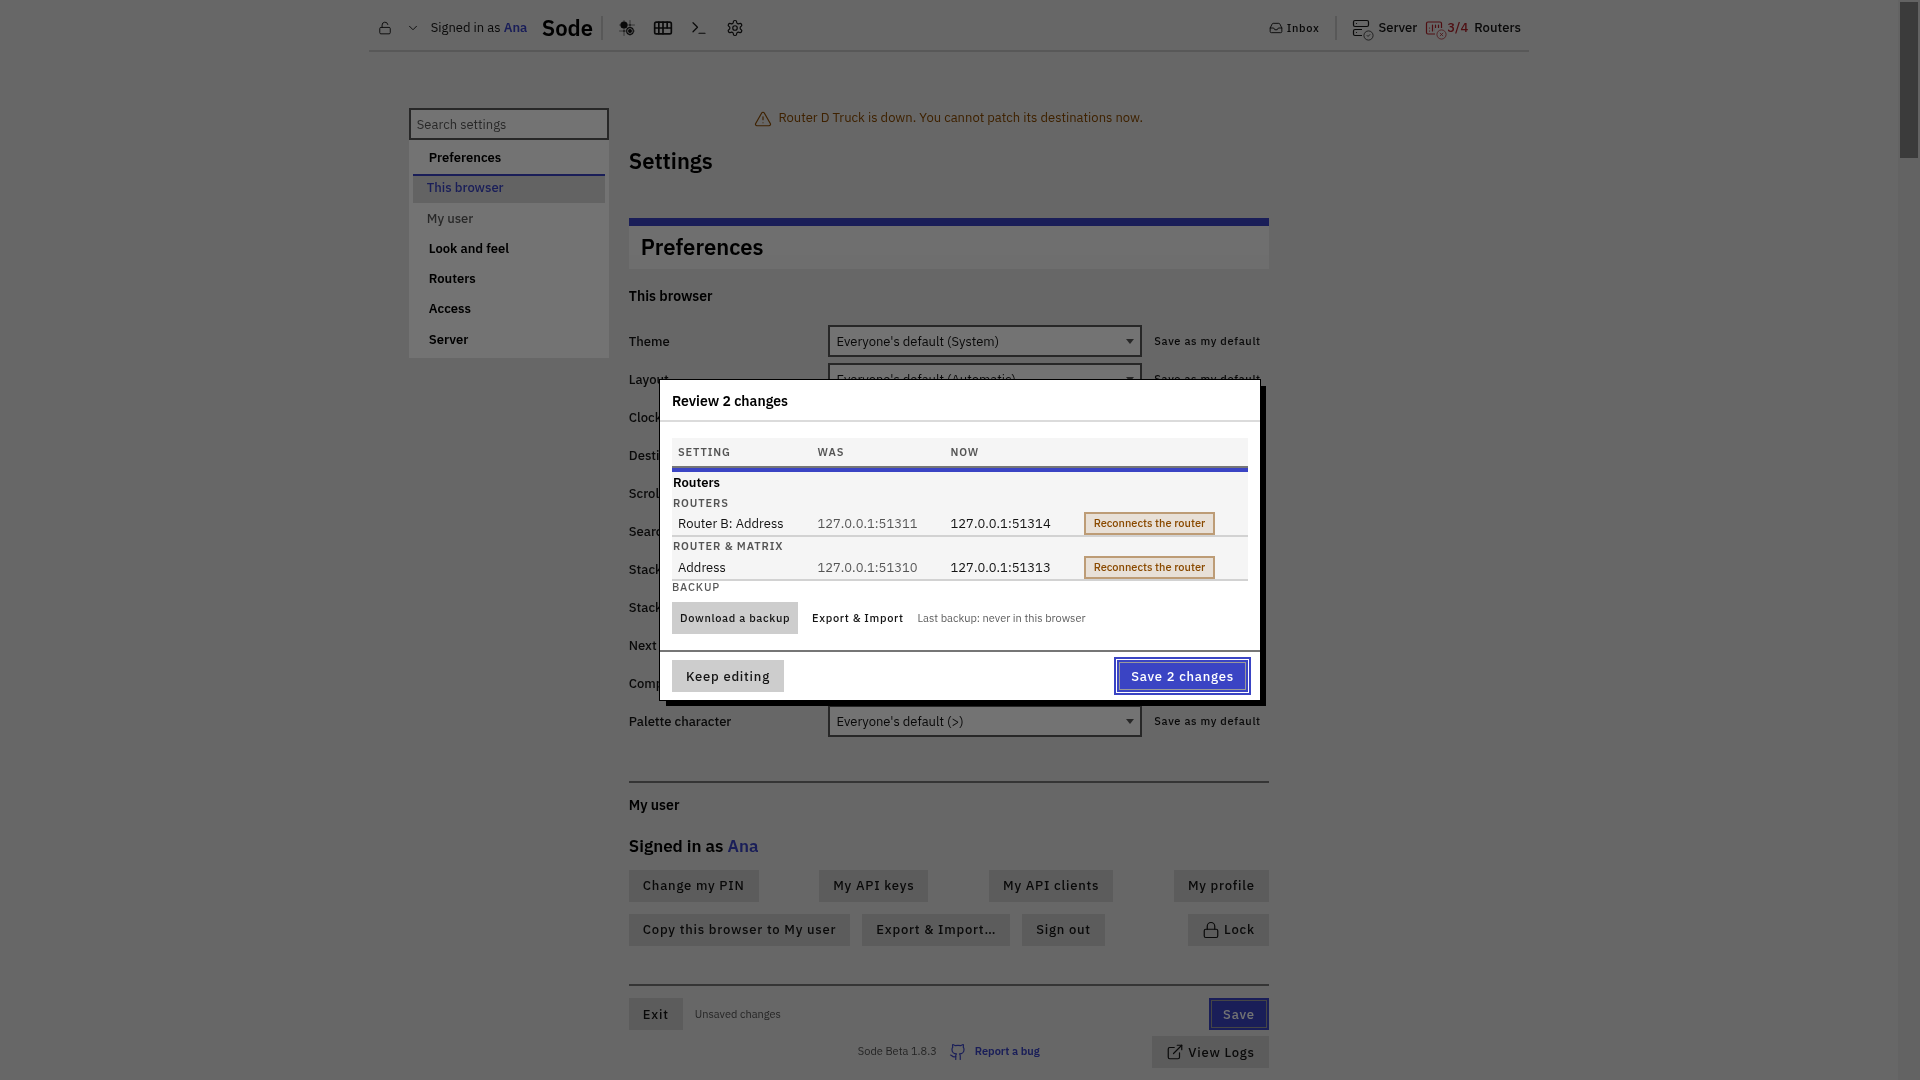 Signed in as Ana
Sode
Inbox
Server
3/4 Routers
Search settings
Preferences
This browser
My user
Look and feel
Routers
Access
Server
Router D Truck is down. You cannot patch its destinations now.
Settings
Preferences
This browser
Theme
Everyone's default (System)
Save as my default
Review 2 changes
SETTING WAS NOW
Routers
ROUTERS
Router B: Address 127.0.0.1:51311 127.0.0.1:51314 Reconnects the router
ROUTER & MATRIX
Address 127.0.0.1:51310 127.0.0.1:51313 Reconnects the router
BACKUP
Download a backup Export & Import Last backup: never in this browser
Keep editing Save 2 changes
Palette character
Everyone's default (>)
Save as my default
My user
Signed in as Ana
Change my PIN My API keys My API clients My profile
Copy this browser to My user Export & Import... Sign out Lock
Exit Unsaved changes Save
Sode Beta 1.8.3 Report a bug View Logs